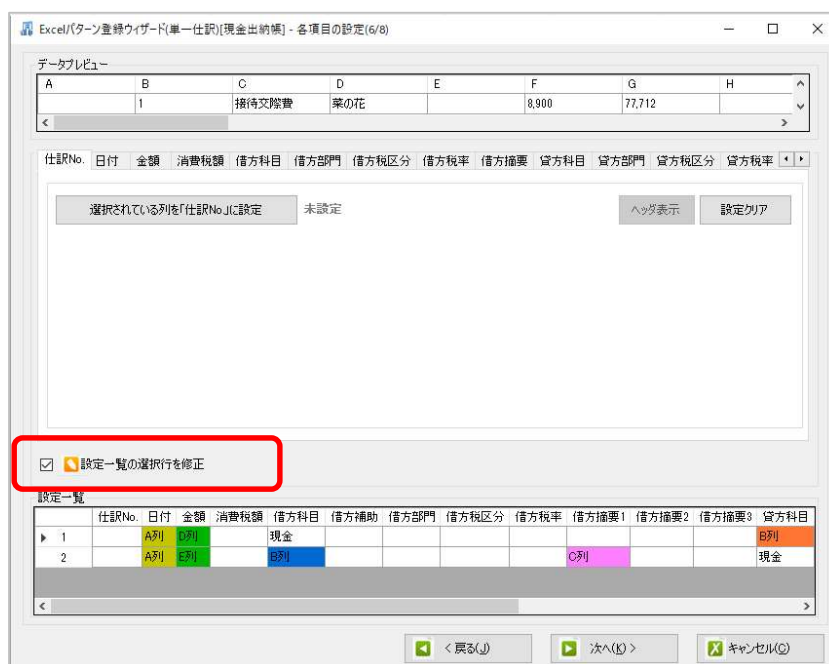 Excelパターン登録ウィザード(単一仕訳)[現金出納帳] - 各項目の設定(6/8)
データプレビュー
A B C D E F G H
1 接待交際費 菜の花 8,900 77,712
仕訳No. 日付 金額 消費税額 借方科目 借方部門 借方税区分 借方税率 借方摘要 貸方科目 貸方部門 貸方税区分 貸方税率
選択されている列を「仕訳No.」に設定 未設定 ヘッダ表示 設定クリア
設定一覧の選択行を修正
設定一覧
仕訳No. 日付 金額 消費税額 借方科目 借方補助 借方部門 借方税区分 借方税率 借方摘要1 借方摘要2 借方摘要3 貸方科目
1 A列 D列 現金 B列
2 A列 E列 B列 C列 現金
< 戻る(J) 次へ(K) > キャンセル(C)